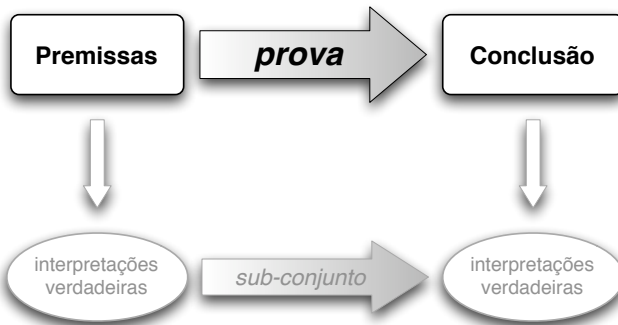 Premissas
prova
Conclusão
interpretações
verdadeiras
sub-conjunto
interpretações
verdadeiras